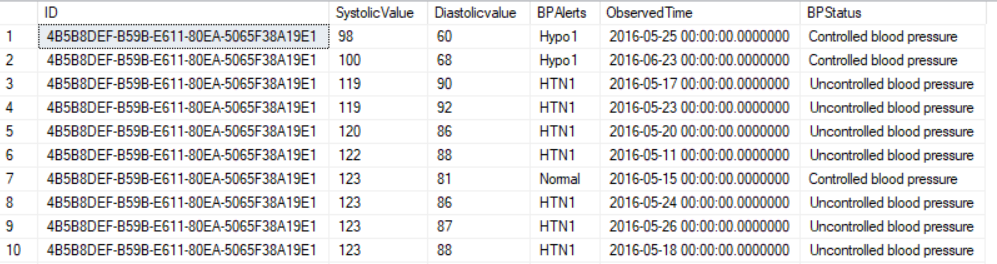 ID SystolicValue Diastolicvalue BPAlerts ObservedTime BPStatus
1 4B5B8DEF-B59B-E611-80EA-5065F38A19E1 98 60 Hypo1 2016-05-25 00:00:00.0000000 Controlled blood pressure
2 4B5B8DEF-B59B-E611-80EA-5065F38A19E1 100 68 Hypo1 2016-06-23 00:00:00.0000000 Controlled blood pressure
3 4B5B8DEF-B59B-E611-80EA-5065F38A19E1 119 90 HTN1 2016-05-17 00:00:00.0000000 Uncontrolled blood pressure
4 4B5B8DEF-B59B-E611-80EA-5065F38A19E1 119 92 HTN1 2016-05-23 00:00:00.0000000 Uncontrolled blood pressure
5 4B5B8DEF-B59B-E611-80EA-5065F38A19E1 120 86 HTN1 2016-05-20 00:00:00.0000000 Uncontrolled blood pressure
6 4B5B8DEF-B59B-E611-80EA-5065F38A19E1 122 88 HTN1 2016-05-11 00:00:00.0000000 Uncontrolled blood pressure
7 4B5B8DEF-B59B-E611-80EA-5065F38A19E1 123 81 Normal 2016-05-15 00:00:00.0000000 Controlled blood pressure
8 4B5B8DEF-B59B-E611-80EA-5065F38A19E1 123 86 HTN1 2016-05-24 00:00:00.0000000 Uncontrolled blood pressure
9 4B5B8DEF-B59B-E611-80EA-5065F38A19E1 123 87 HTN1 2016-05-26 00:00:00.0000000 Uncontrolled blood pressure
10 4B5B8DEF-B59B-E611-80EA-5065F38A19E1 123 88 HTN1 2016-05-18 00:00:00.0000000 Uncontrolled blood pressure